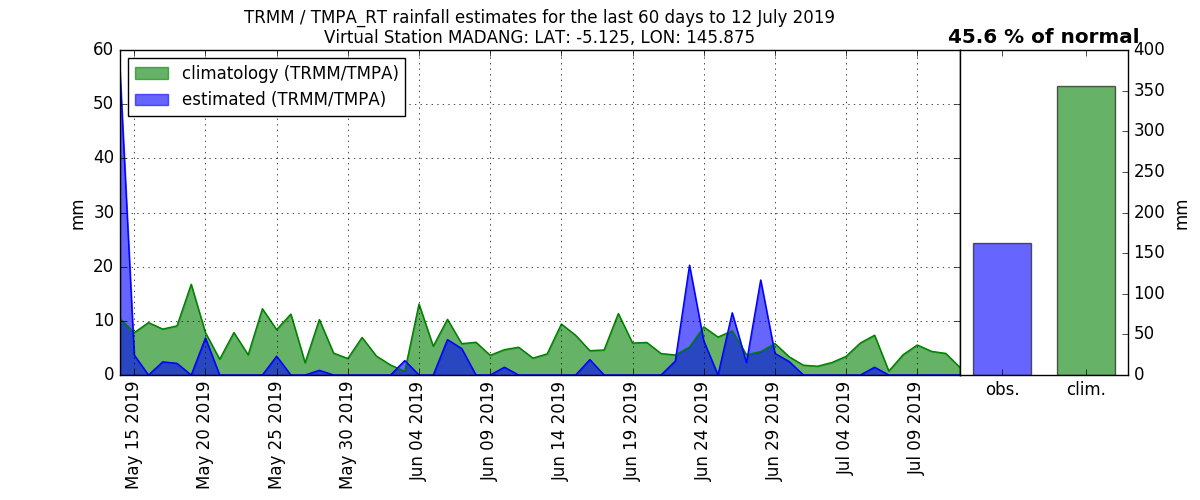 TRMM / TMPA_RT rainfall estimates for the last 60 days to 12 July 2019
Virtual Station MADANG: LAT: -5.125, LON: 145.875
45.6 % of normal
climatology (TRMM/TMPA)
estimated (TRMM/TMPA)
mm
60
50
40
30
20
10
0
May 15 2019
May 20 2019
May 25 2019
May 30 2019
Jun 04 2019
Jun 09 2019
Jun 14 2019
Jun 19 2019
Jun 24 2019
Jun 29 2019
Jul 04 2019
Jul 09 2019
obs.
clim.
400
350
300
250
200
150
100
50
0
mm